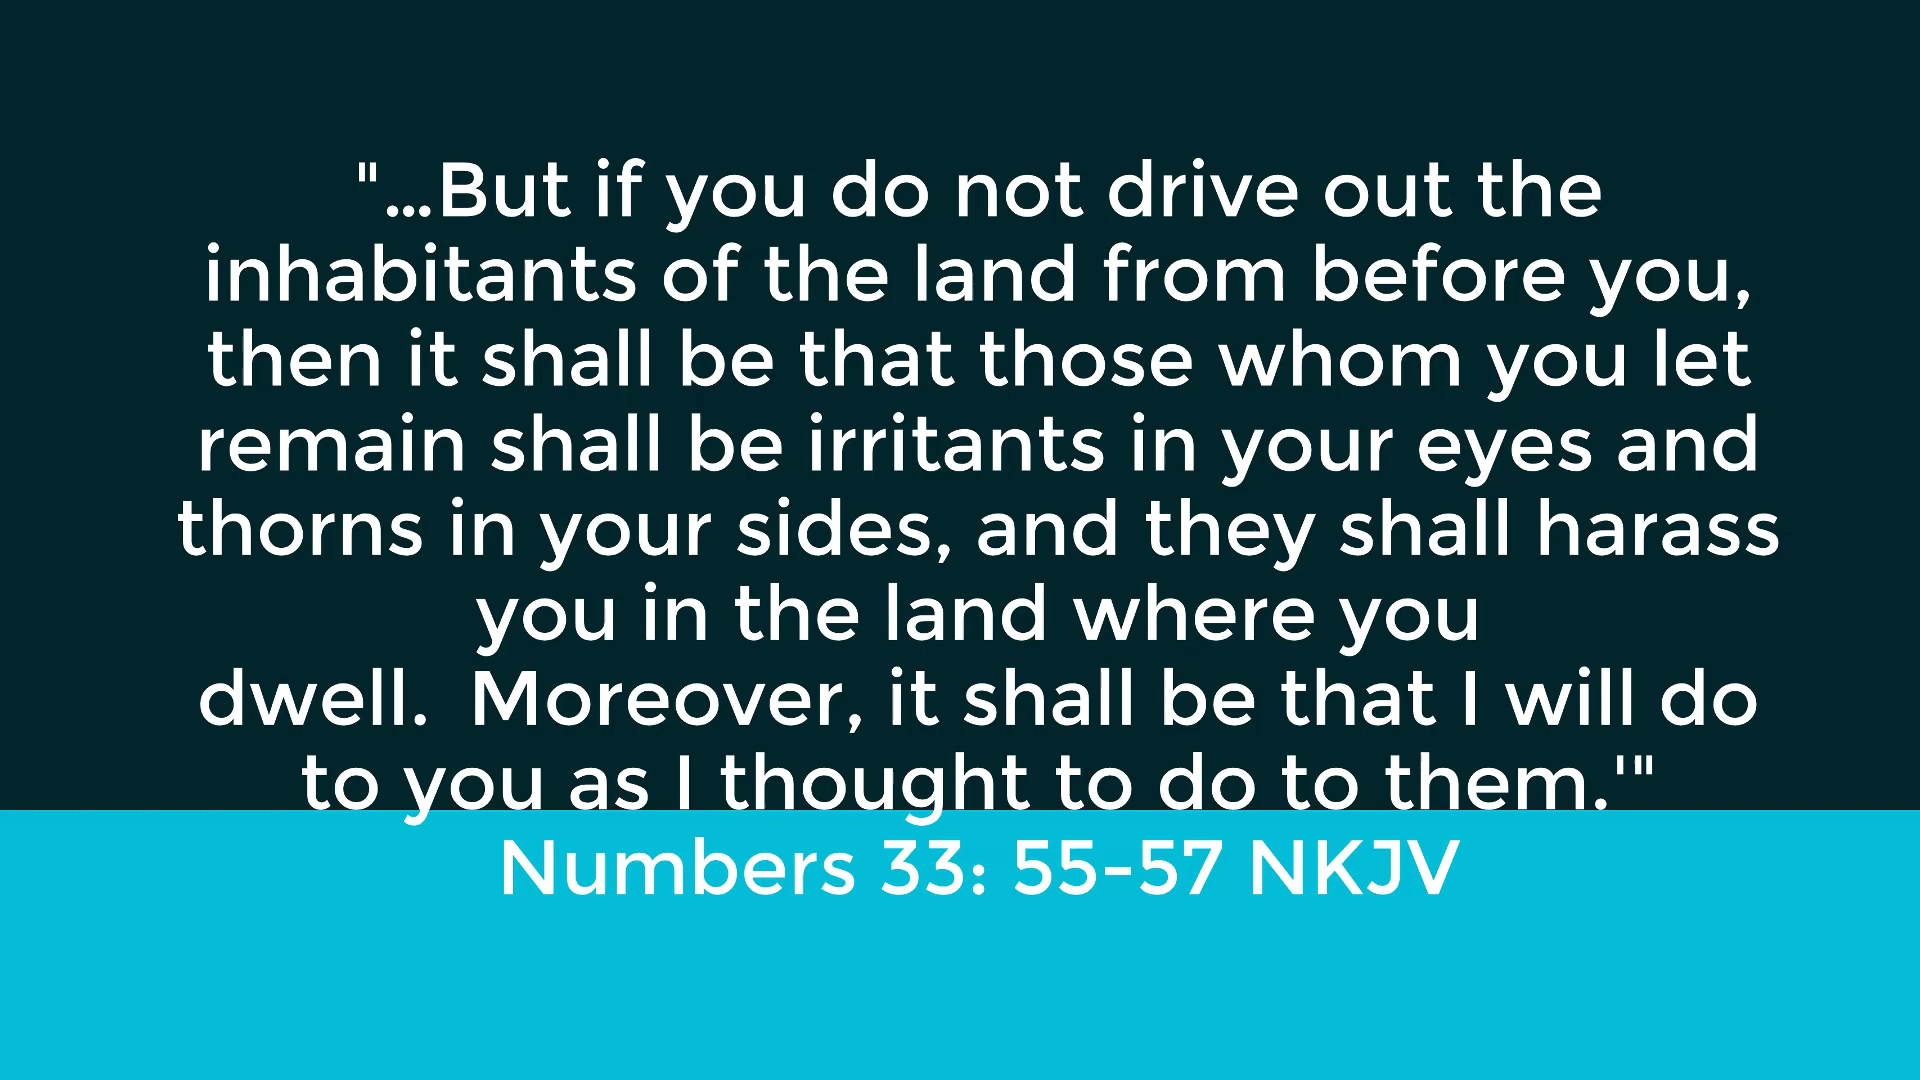 "...But if you do not drive out the
inhabitants of the land from before you,
then it shall be that those whom you let
remain shall be irritants in your eyes and
thorns in your sides, and they shall harass
you in the land where you
dwell.  Moreover, it shall be that I will do
to you as I thought to do to them.'"
Numbers 33: 55-57 NKJV